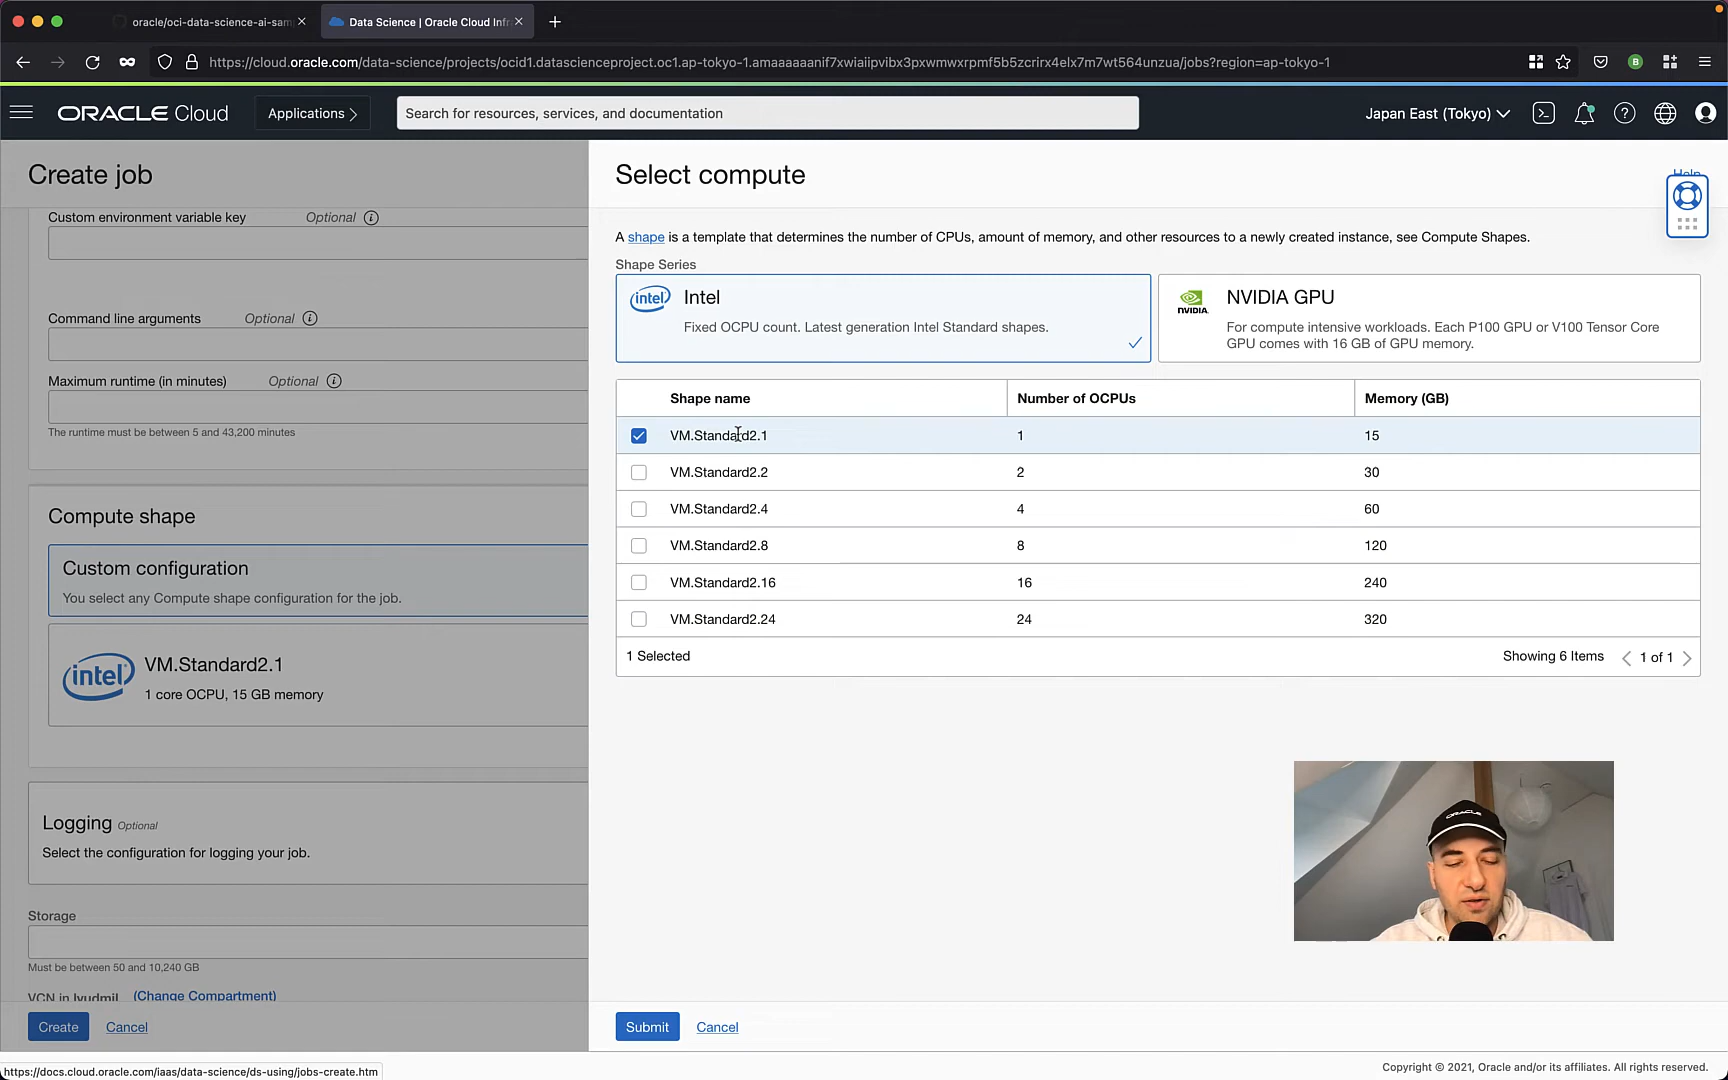 oracle/oci-data-science-ai-sam
Data Science | Oracle Cloud Infr
https://cloud.oracle.com/data-science/projects/ocid1.datascienceproject.oc1.ap-tokyo-1.amaaaaaanif7xwiaiipvibx3pxwmwxrpmf5b5zcrirx4elx7m7wt564unzua/jobs?region=ap-tokyo-1
B
ORACLE Cloud
Applications
Search for resources, services, and documentation
Japan East (Tokyo)
Create job
Custom environment variable key Optional
Command line arguments Optional
Maximum runtime (in minutes) Optional
The runtime must be between 5 and 43,200 minutes
Compute shape
Custom configuration
You select any Compute shape configuration for the job.
intel
VM.Standard2.1
1 core OCPU, 15 GB memory
Logging Optional
Select the configuration for logging your job.
Storage
Must be between 50 and 10,240 GB
VCN in lyudmil (Change Compartment)
Create Cancel
Select compute
Help
A shape is a template that determines the number of CPUs, amount of memory, and other resources to a newly created instance, see Compute Shapes.
Shape Series
intel
Intel
Fixed OCPU count. Latest generation Intel Standard shapes.
NVIDIA
NVIDIA GPU
For compute intensive workloads. Each P100 GPU or V100 Tensor Core
GPU comes with 16 GB of GPU memory.
Shape name Number of OCPUs Memory (GB)
VM.Standard2.1 1 15
VM.Standard2.2 2 30
VM.Standard2.4 4 60
VM.Standard2.8 8 120
VM.Standard2.16 16 240
VM.Standard2.24 24 320
1 Selected Showing 6 Items 1 of 1
ORACLE
Submit Cancel
https://docs.cloud.oracle.com/iaas/data-science/ds-using/jobs-create.htm
Copyright © 2021, Oracle and/or its affiliates. All rights reserved.